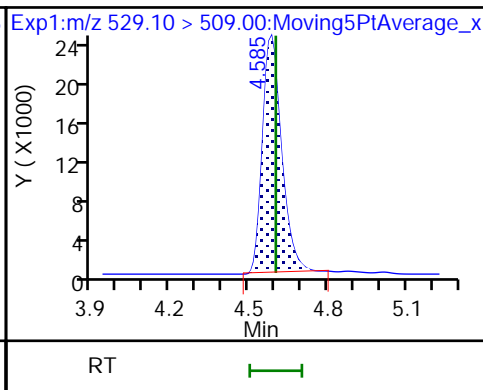 Exp1:m/z 529.10 > 509.00:Moving5PtAverage_x
4.585
Y ( X1000)
24
20
16
12
8
4
0
3.9 4.2 4.5 4.8 5.1
Min
RT